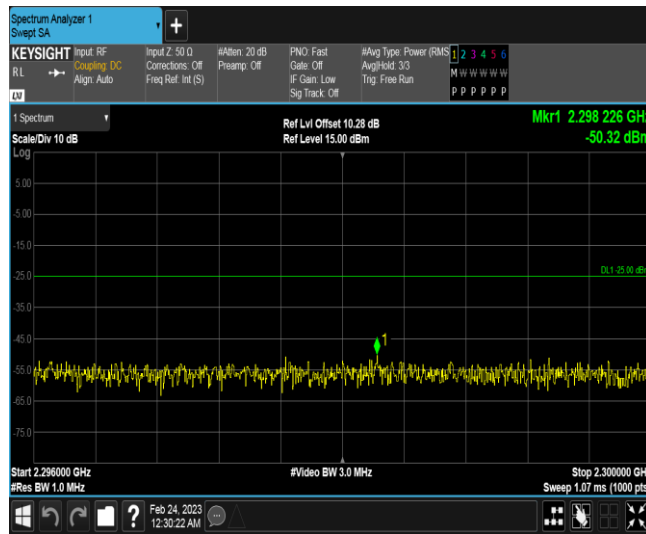 Spectrum Analyzer 1
Swept SA
+
KEYSIGHT
RL
LXI
Input: RF
Coupling: DC
Align: Auto
Input Z: 50 Ω
Corrections: Off
Freq Ref: Int (S)
#Atten: 20 dB
Preamp: Off
PNO: Fast
Gate: Off
IF Gain: Low
Sig Track: Off
#Avg Type: Power (RMS
Avg|Hold: 3/3
Trig: Free Run
1 2 3 4 5 6
M W W W W W
P P P P P P
1 Spectrum
Scale/Div 10 dB
Log
Ref Lvl Offset 10.28 dB
Ref Level 15.00 dBm
Mkr1 2.298 226 GHz
-50.32 dBm
5.00
-5.00
-15.0
-25.0
DL1 -25.00 dBm
-35.0
-45.0
1
-55.0
-65.0
-75.0
Start 2.296000 GHz
#Res BW 1.0 MHz
#Video BW 3.0 MHz
Stop 2.300000 GH
Sweep 1.07 ms (1000 pts
?
Feb 24, 2023
12:30:22 AM